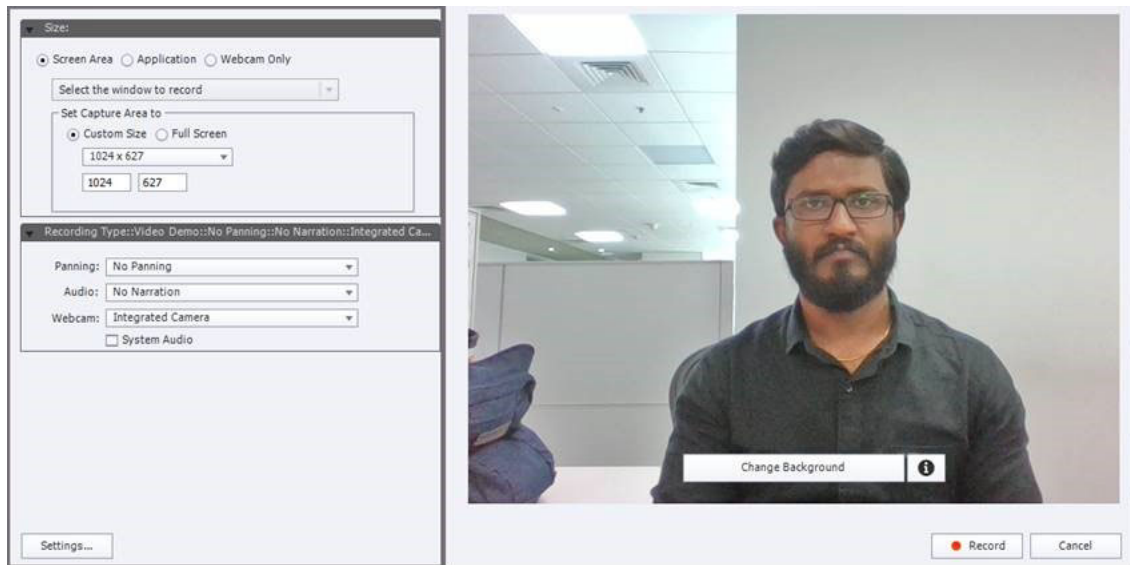 Size:
Screen Area Application Webcam Only
Select the window to record
Set Capture Area to
Custom Size Full Screen
1024 x 627
1024 627
Recording Type::Video Demo::No Panning::No Narration::Integrated Ca...
Panning: No Panning
Audio: No Narration
Webcam: Integrated Camera
System Audio
Settings...
Change Background
Record Cancel